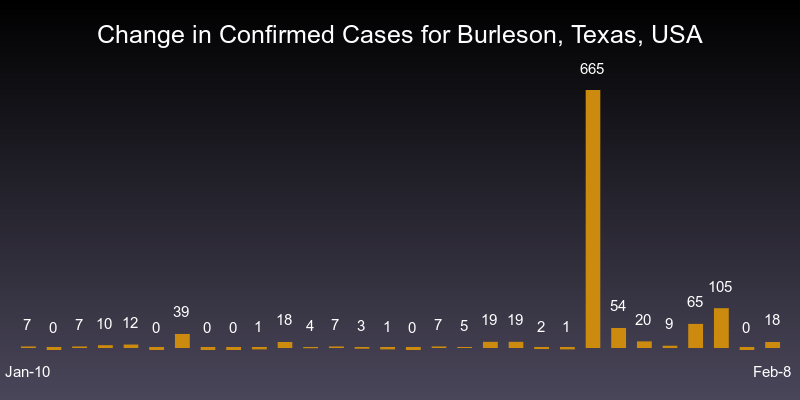 Change in Confirmed Cases for Burleson, Texas, USA
665
105
65
54
39
7 0 7 10 12 0 0 0 1 18 4 7 3 1 0 7 5 19 19 2 1 20 9 0 18
Jan-10 Feb-8